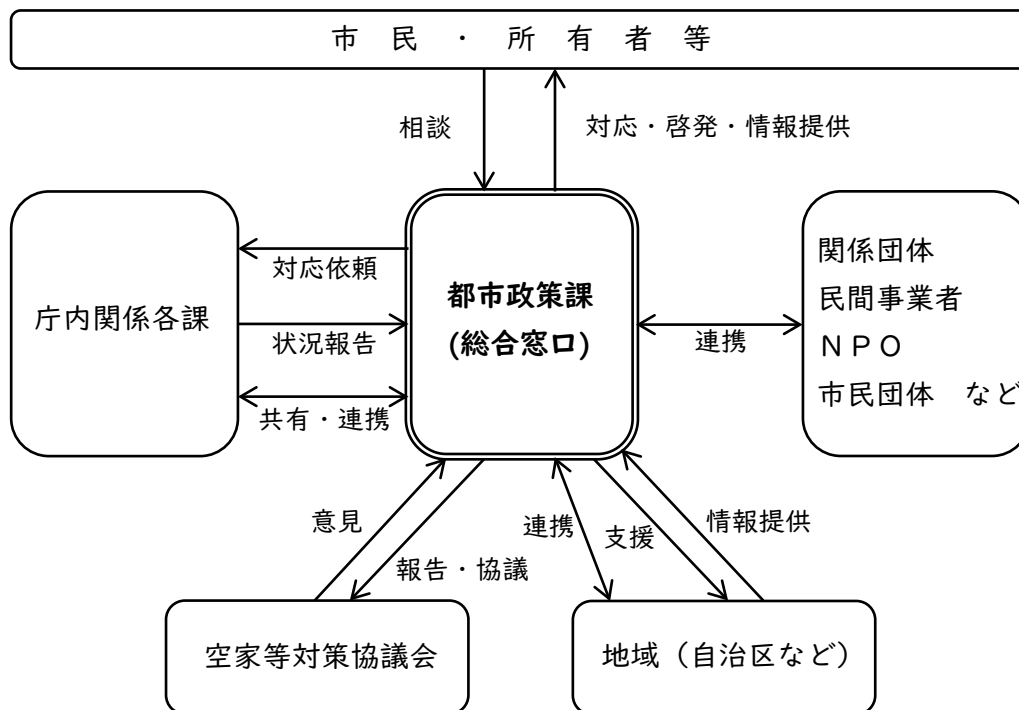 市　民　・　所　有　者　等
相談
対応・啓発・情報提供
庁内関係各課
対応依頼
状況報告
共有・連携
都市政策課
(総合窓口)
連携
関係団体
民間事業者
ＮＰＯ
市民団体　など
意見
報告・協議
連携
支援
情報提供
空家等対策協議会
地域（自治区など）